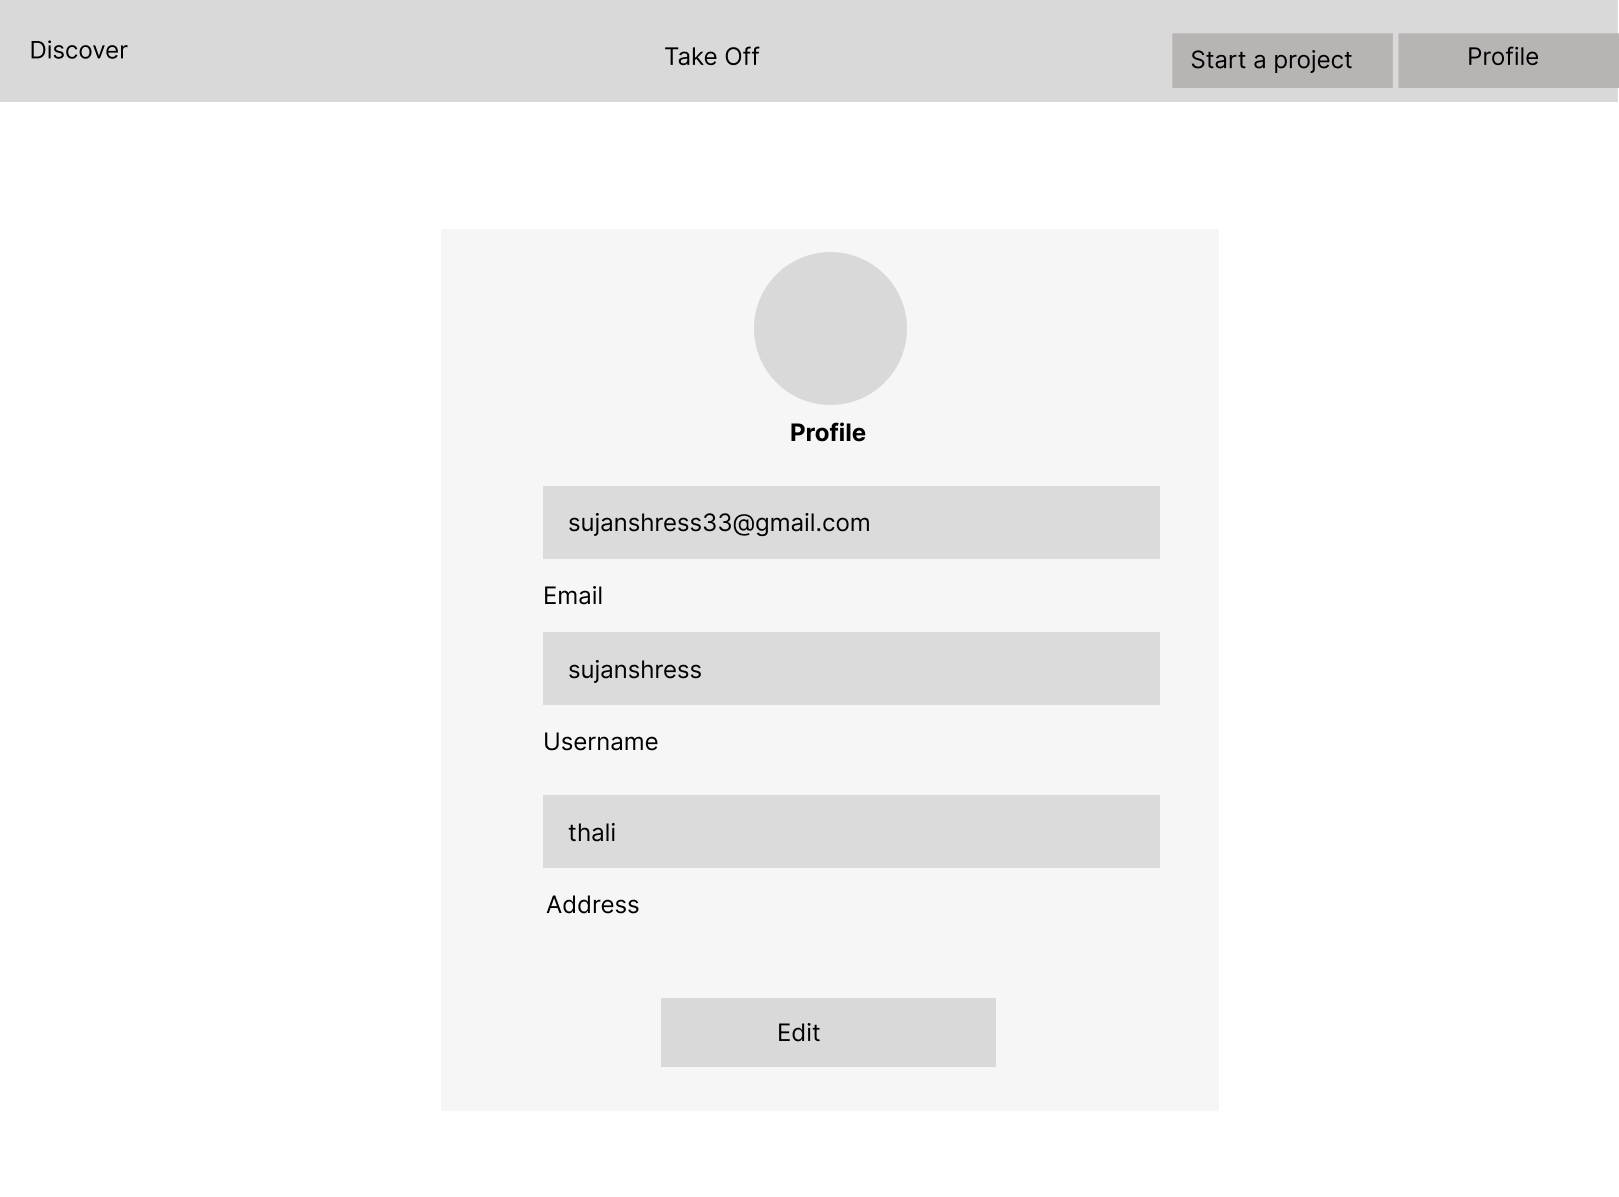 Discover
Take Off
Start a project
Profile
Profile
sujanshress33@gmail.com
Email
sujanshress
Username
thali
Address
Edit